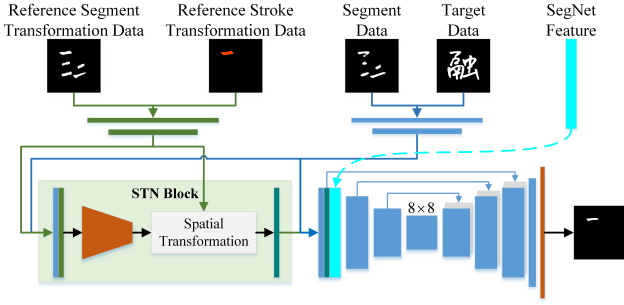 Reference Segment
Transformation Data
Reference Stroke
Transformation Data
Segment
Data
Target
Data
SegNet
Feature
融
STN Block
Spatial
Transformation
8×8